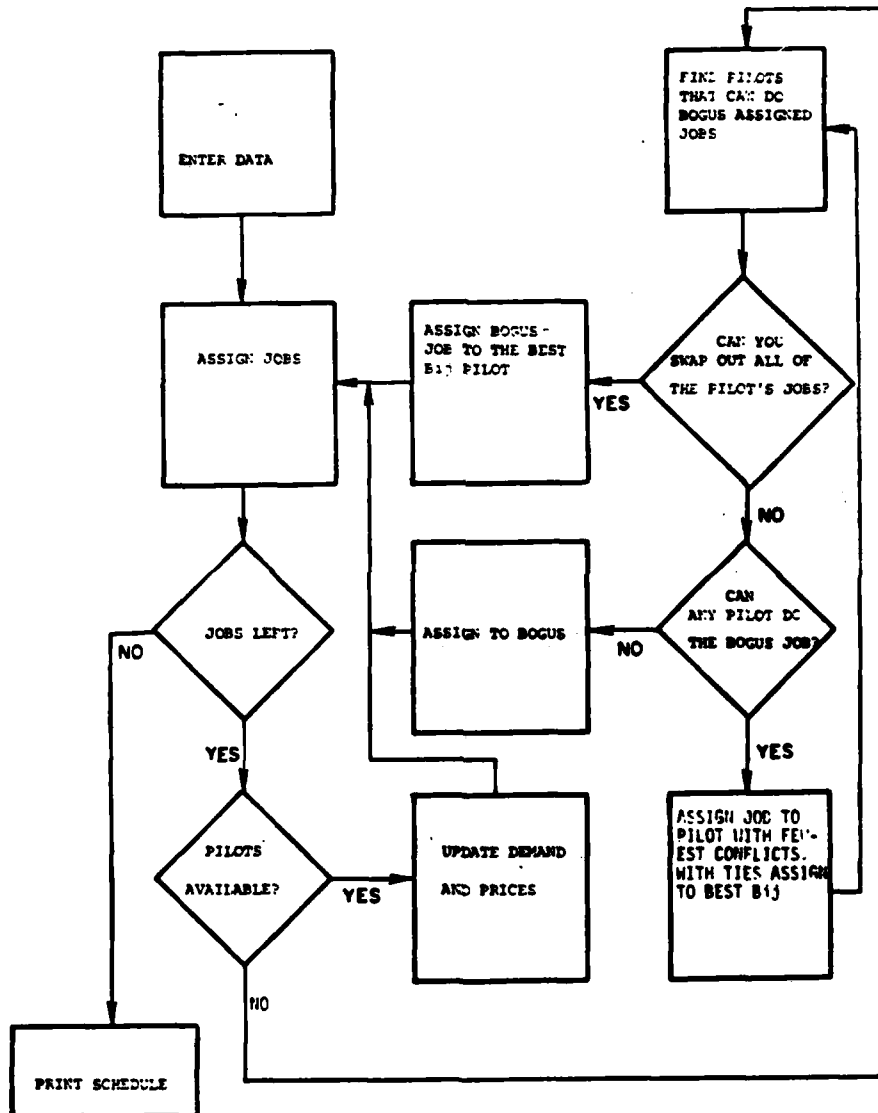 ENTER DATA
ASSIGN JOBS
JOBS LEFT?
NO
YES
PILOTS
AVAILABLE?
YES
NO
PRINT SCHEDULE
UPDATE DEMAND
AND PRICES
ASSIGN TO BOGUS
ASSIGN BOGUS-
JOB TO THE BEST
Bij PILOT
FIND PILOTS
THAT CAN DO
BOGUS ASSIGNED
JOBS
CAN YOU
SWAP OUT ALL OF
THE PILOT'S JOBS?
YES
NO
CAN
ANY PILOT DO
THE BOGUS JOB?
NO
YES
ASSIGN JOB TO
PILOT WITH FEW-
EST CONFLICTS.
WITH TIES ASSIGN
TO BEST Bij